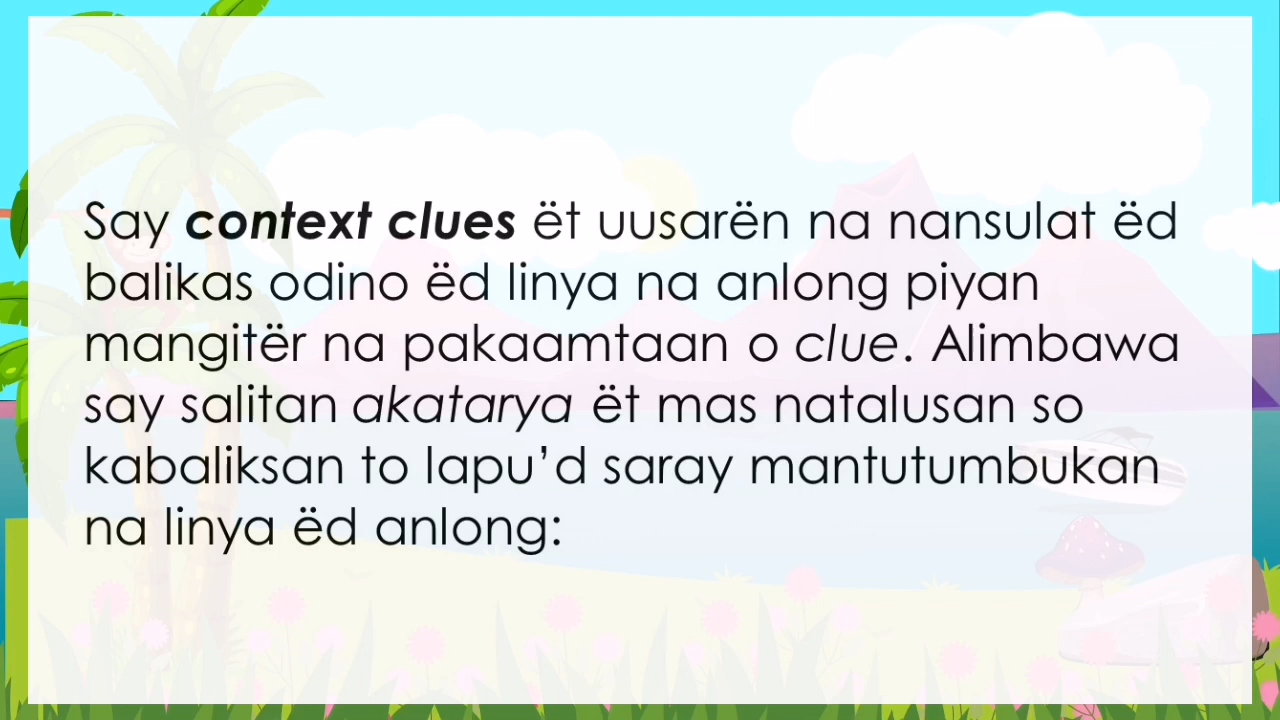 Say context clues ët uusarën na nansulat ëd
balikas odino ëd linya na anlong piyan
mangitër na pakaamtaan o clue. Alimbawa
say salitan akatarya ët mas natalusan so
kabaliksan to lapu’d saray mantutumbukan
na linya ëd anlong: